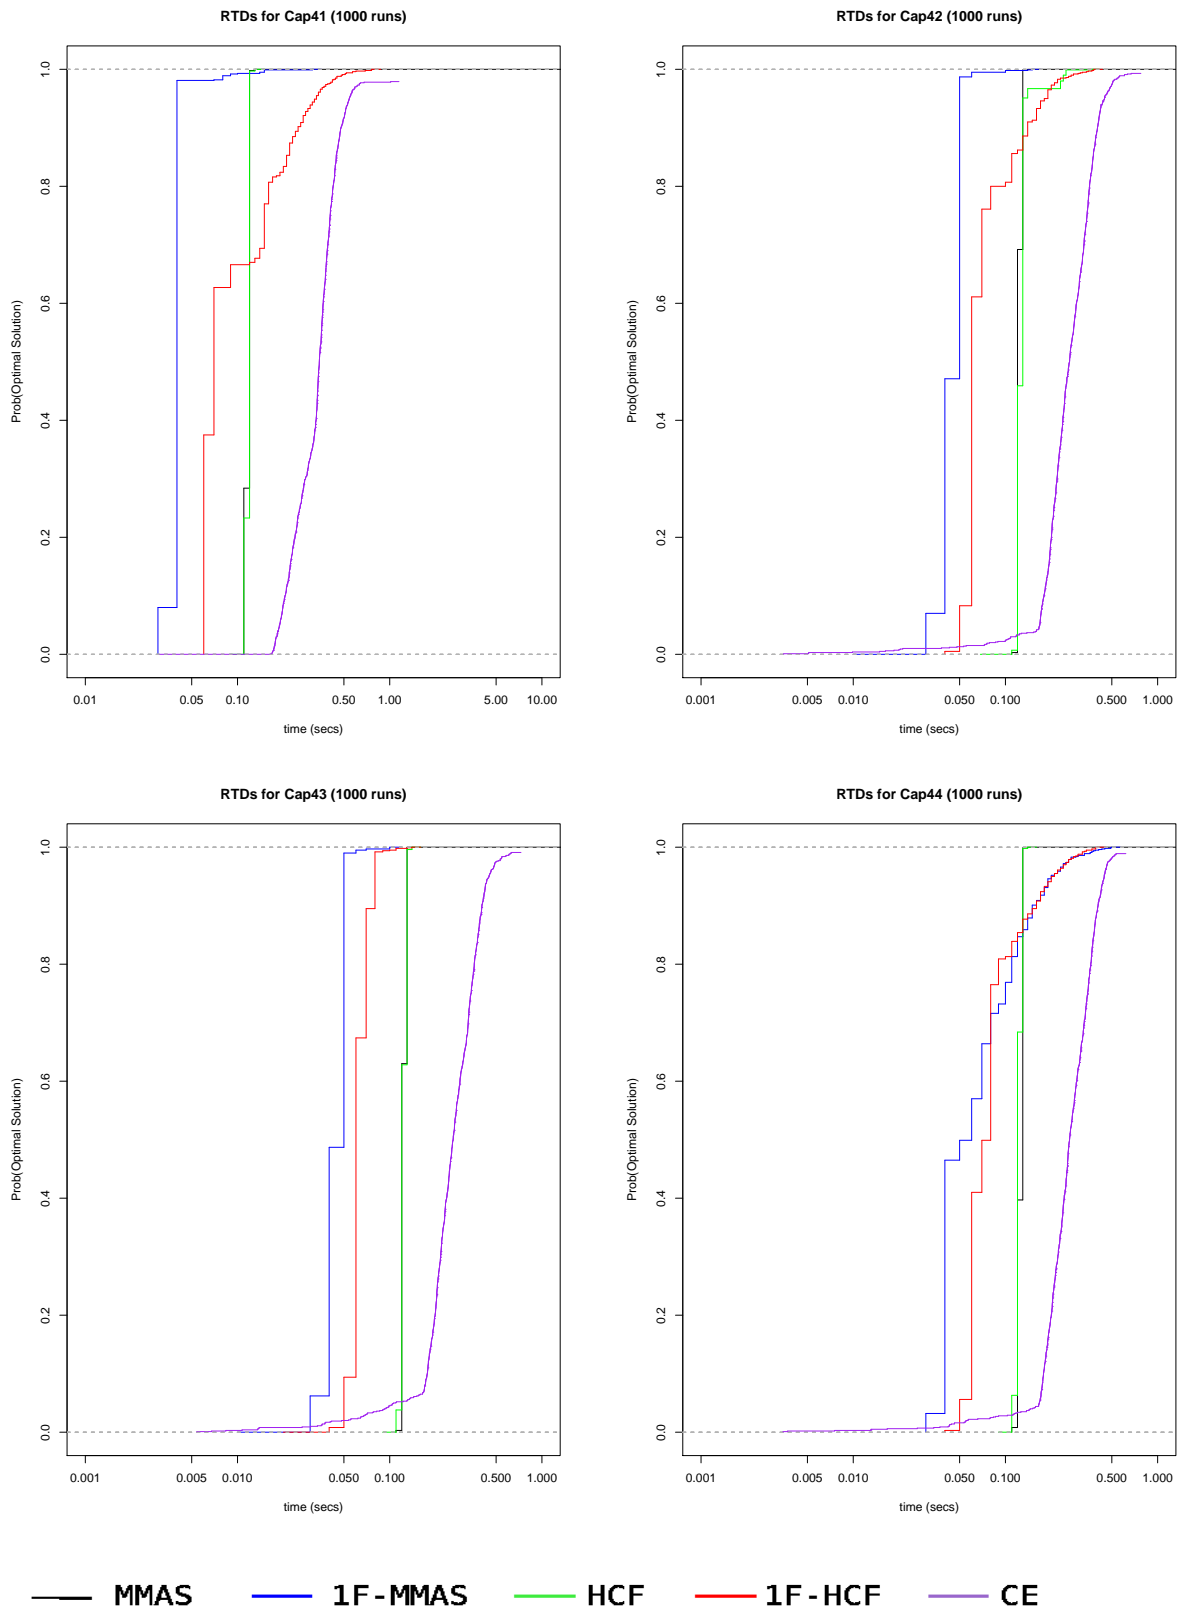 RTDs for Cap41 (1000 runs)
Prob(Optimal Solution)
1.0
0.8
0.6
0.4
0.2
0.0
0.01 0.05 0.10 0.50 1.00 5.00 10.00
time (secs)
RTDs for Cap42 (1000 runs)
Prob(Optimal Solution)
1.0
0.8
0.6
0.4
0.2
0.0
0.001 0.010 0.050 0.100 0.500 1.000
time (secs)
RTDs for Cap43 (1000 runs)
Prob(Optimal Solution)
1.0
0.8
0.6
0.4
0.2
0.0
0.001 0.005 0.010 0.050 0.100 0.500 1.000
time (secs)
RTDs for Cap44 (1000 runs)
Prob(Optimal Solution)
1.0
0.8
0.6
0.4
0.2
0.0
0.001 0.010 0.050 0.100 0.500 1.000
time (secs)
MMAS 1F-MMAS HCF 1F-HCF CE